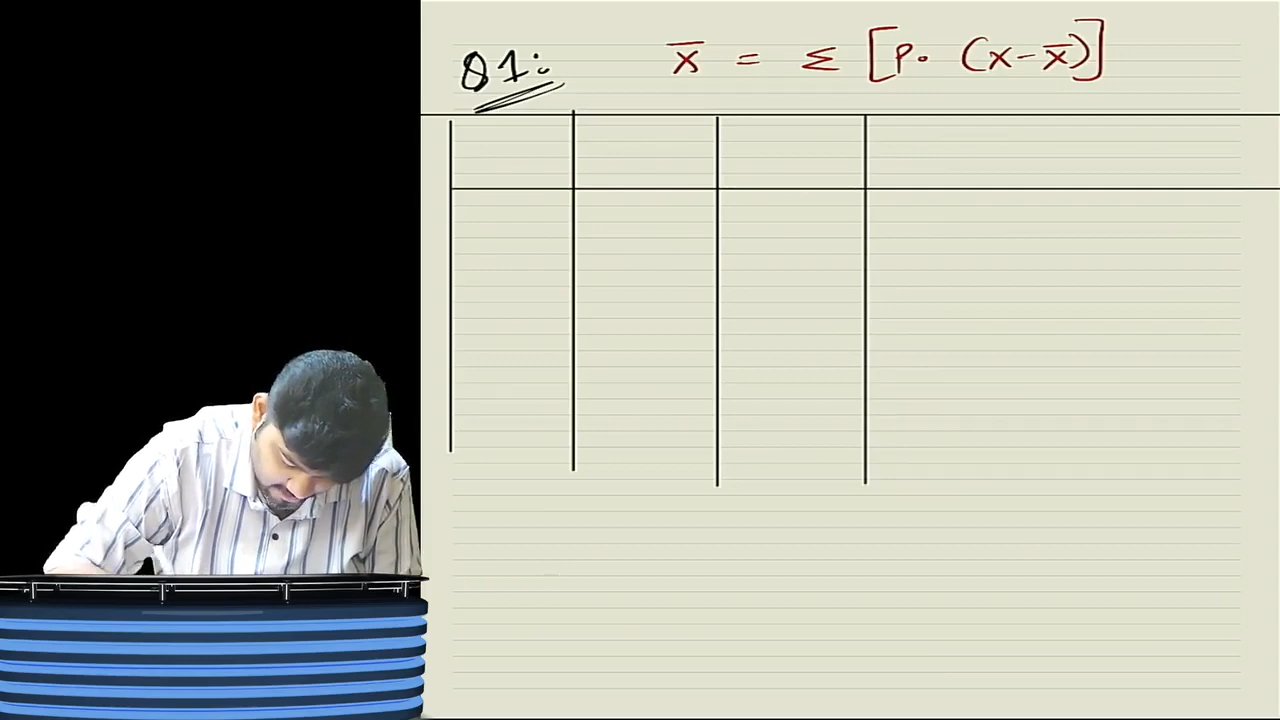 Q1:
x̅ = Σ [P. (x-x̅)]